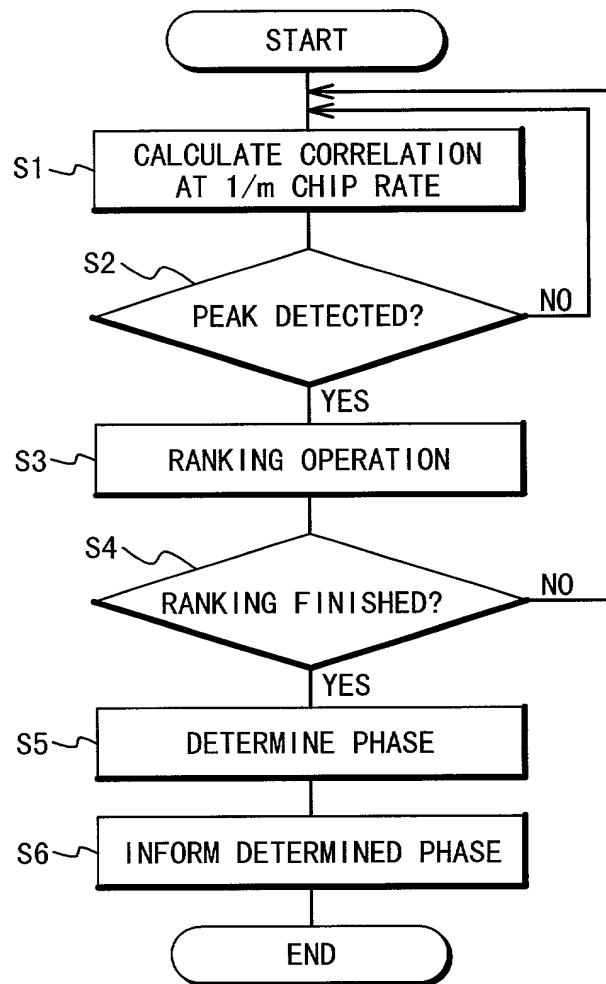 START
S1
CALCULATE CORRELATION
AT 1/m CHIP RATE
S2
PEAK DETECTED?
NO
YES
S3
RANKING OPERATION
S4
RANKING FINISHED?
NO
YES
S5
DETERMINE PHASE
S6
INFORM DETERMINED PHASE
END